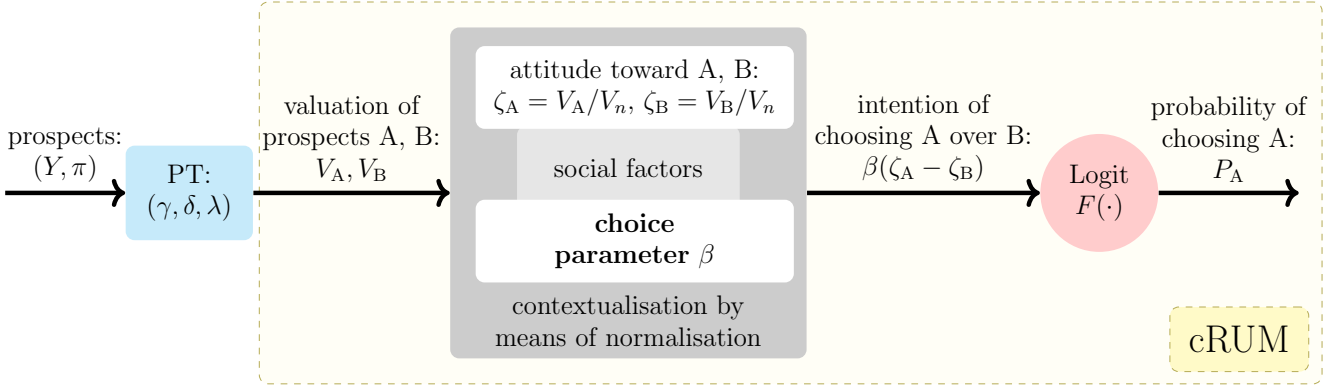 prospects:
(Y, π)
PT:
(γ, δ, λ)
valuation of
prospects A, B:
V_A, V_B
attitude toward A, B:
ζ_A = V_A/V_n, ζ_B = V_B/V_n
social factors
choice
parameter β
contextualisation by
means of normalisation
intention of
choosing A over B:
β(ζ_A − ζ_B)
Logit
F(·)
probability of
choosing A:
P_A
cRUM